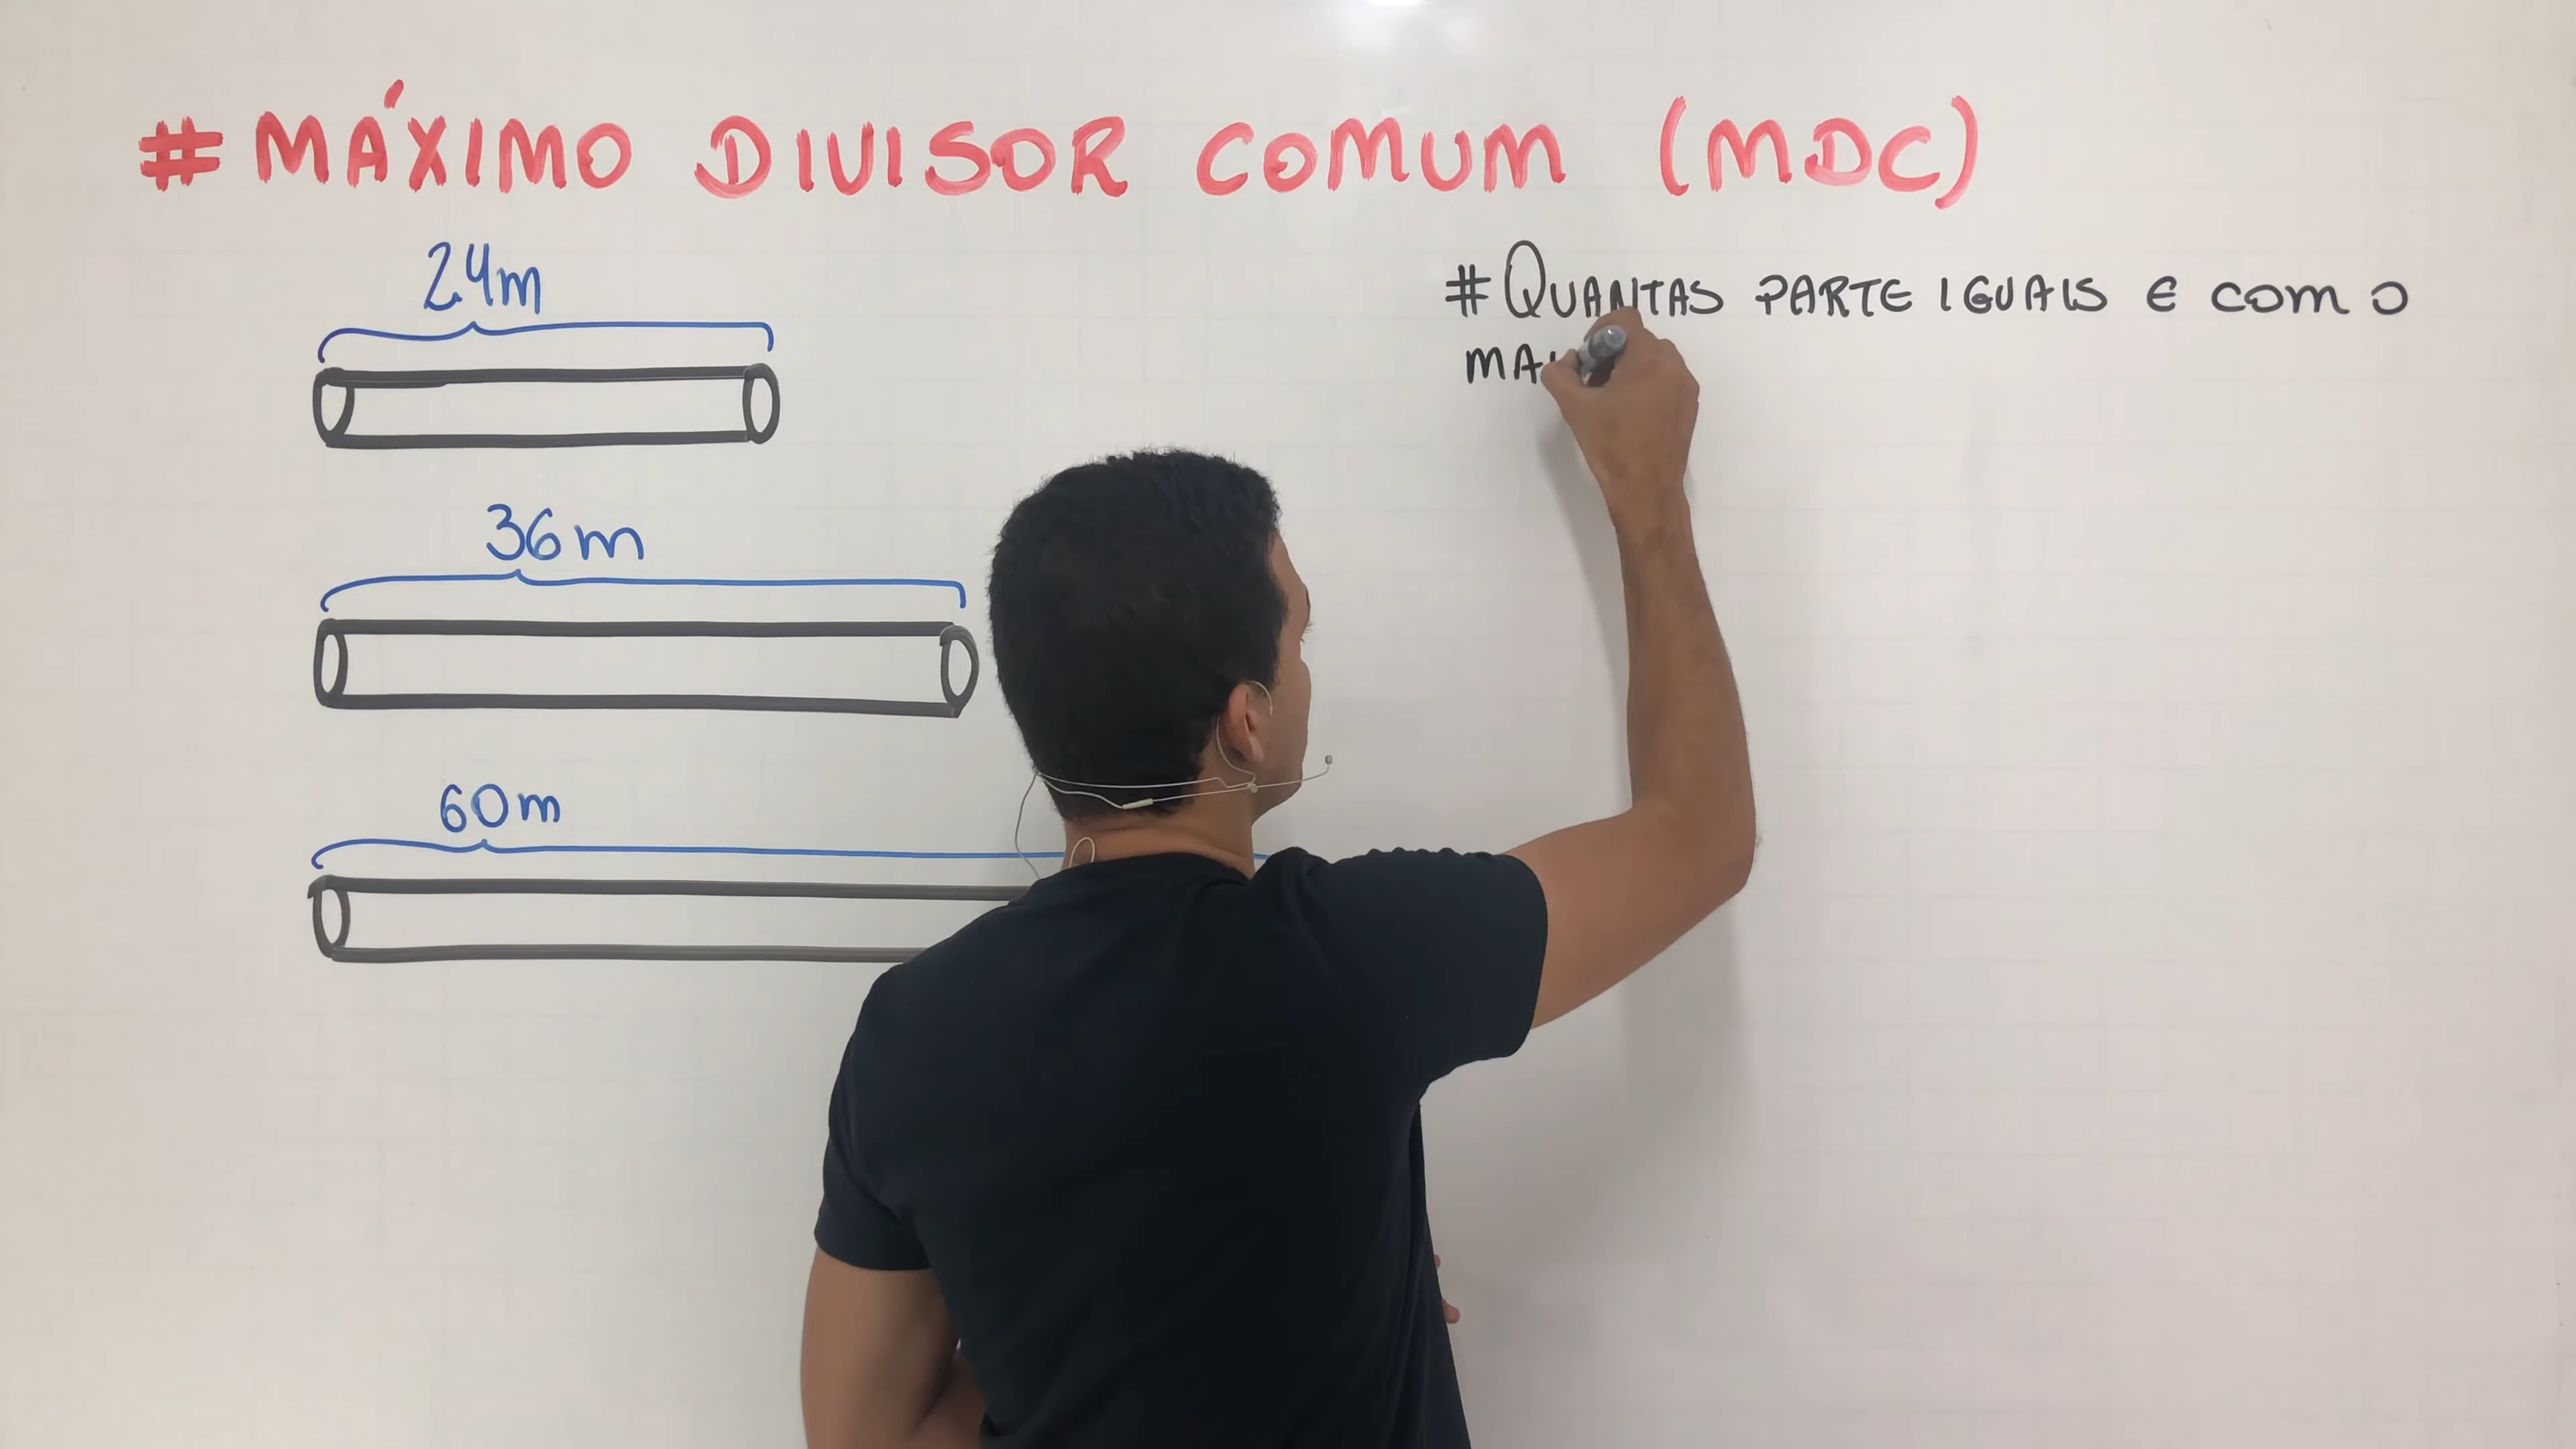 #MÁXIMO DIVISOR COMUM (MDC)
24m
#QUANTAS PARTE IGUAIS E COM O
36m
60m